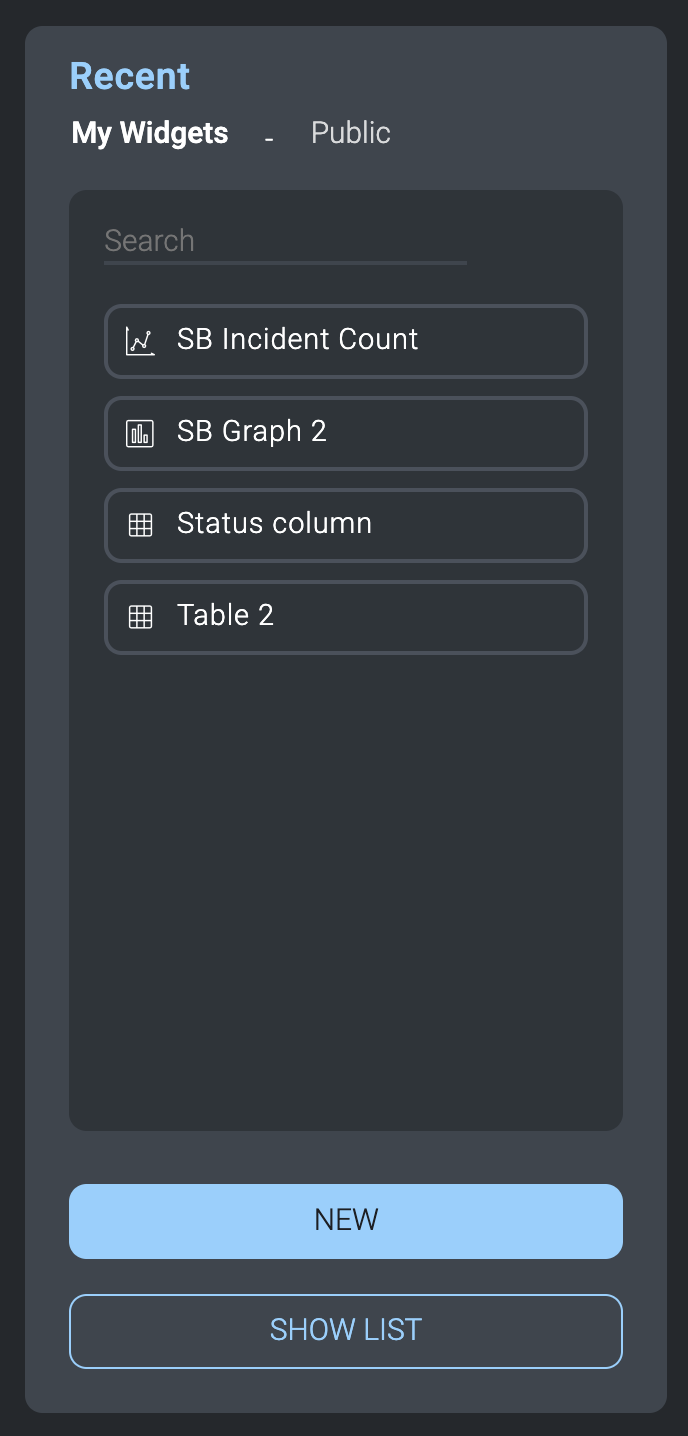 Recent
My Widgets - Public
Search
SB Incident Count
SB Graph 2
Status column
Table 2
NEW
SHOW LIST